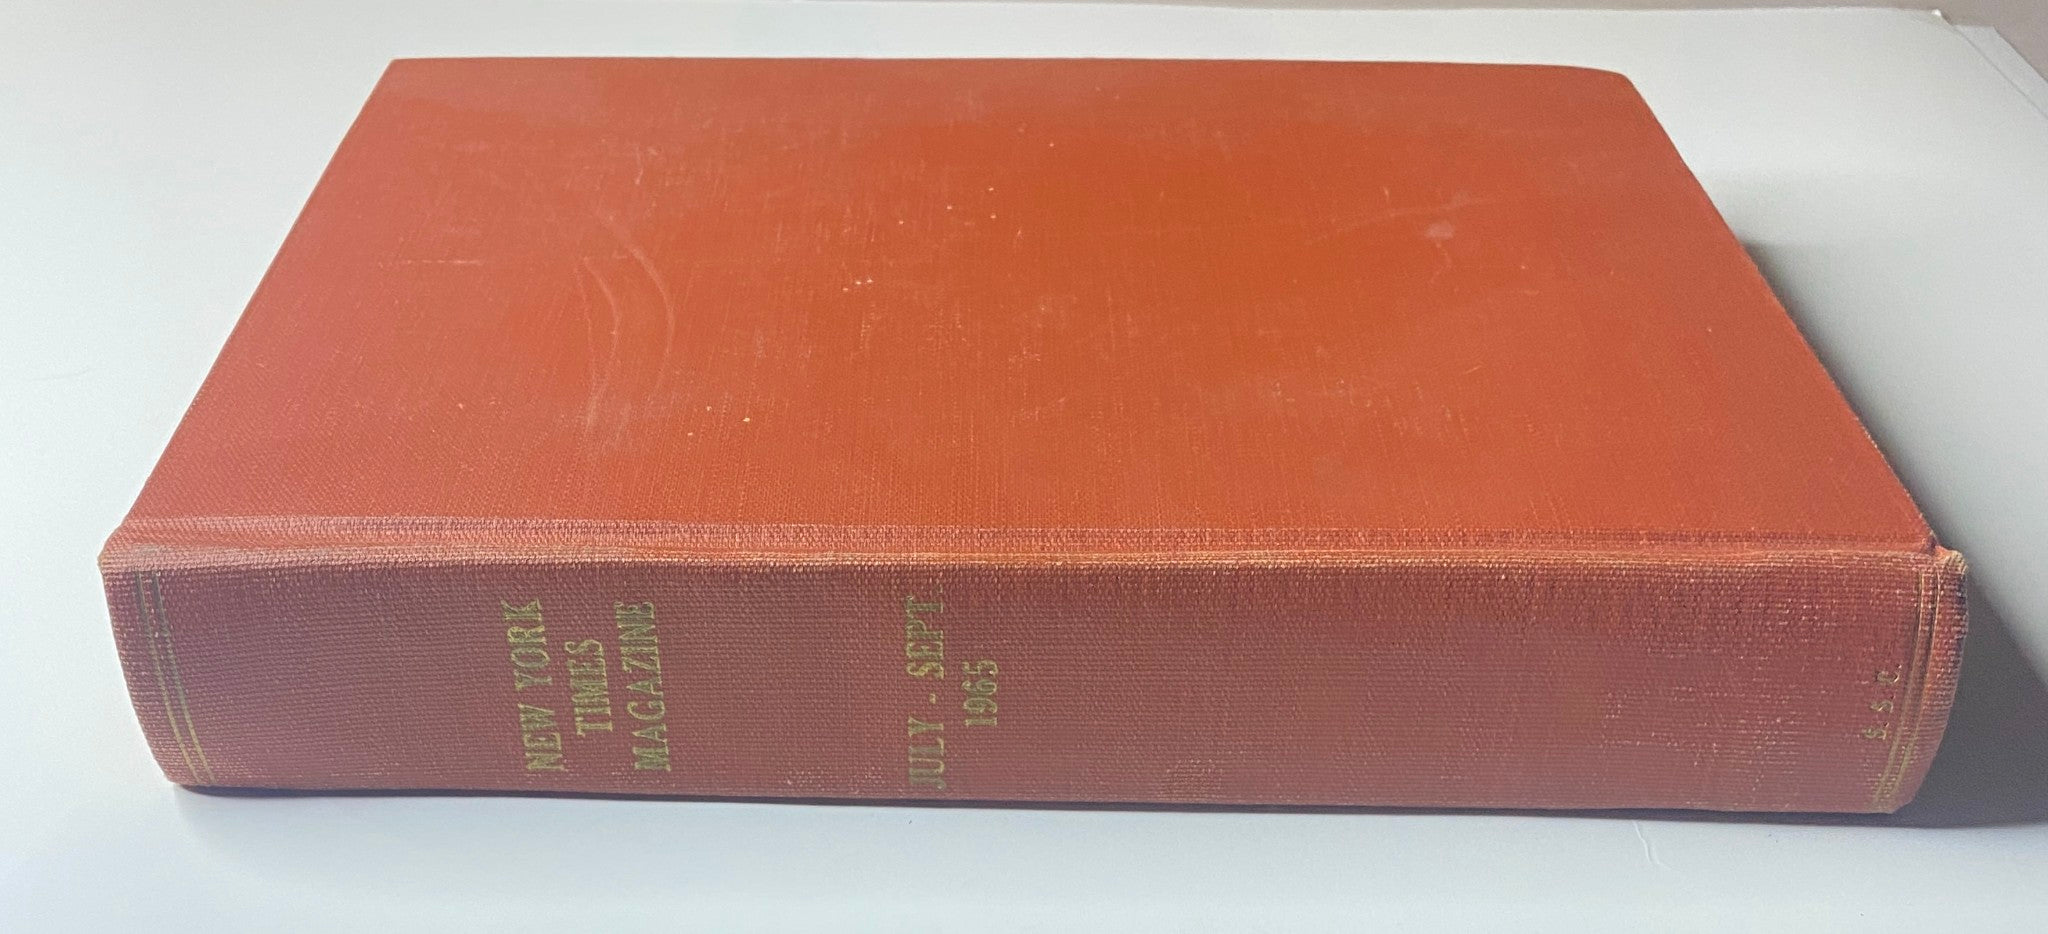 NEW YORK
TIMES
MAGAZINE
JULY - SEPT.
1965
S. S. C.